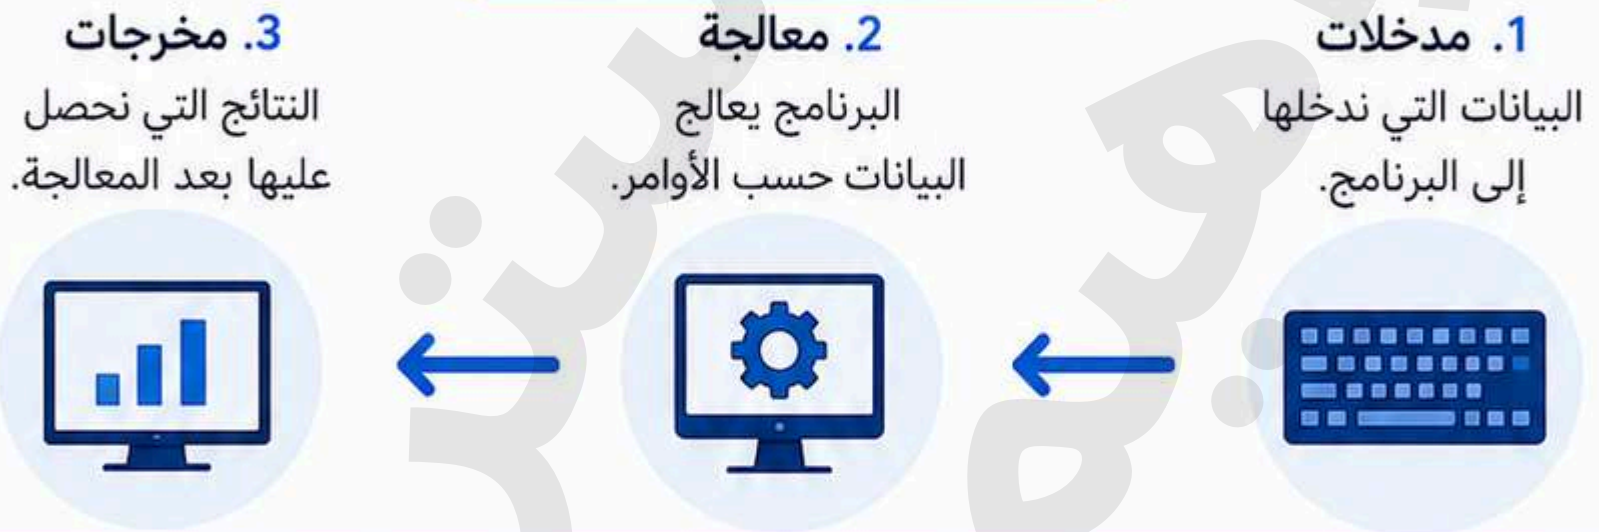 1. مدخلات
البيانات التي ندخلها
إلى البرنامج.
2. معالجة
البرنامج يعالج
البيانات حسب الأوامر.
3. مخرجات
النتائج التي نحصل
عليها بعد المعالجة.